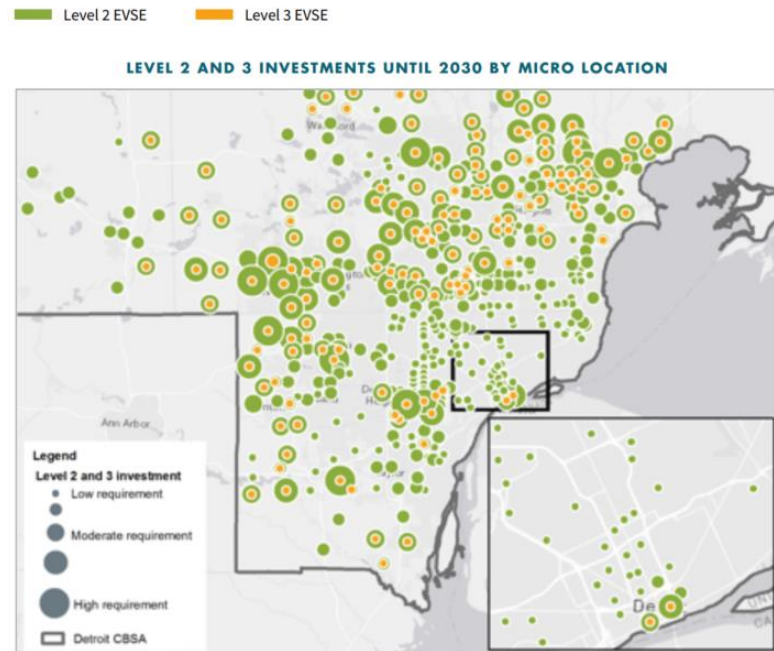 Level 2 EVSE
Level 3 EVSE
LEVEL 2 AND 3 INVESTMENTS UNTIL 2030 BY MICRO LOCATION
Ann Arbor
Legend
Level 2 and 3 investment
Low requirement
Moderate requirement
High requirement
Detroit CBSA
De